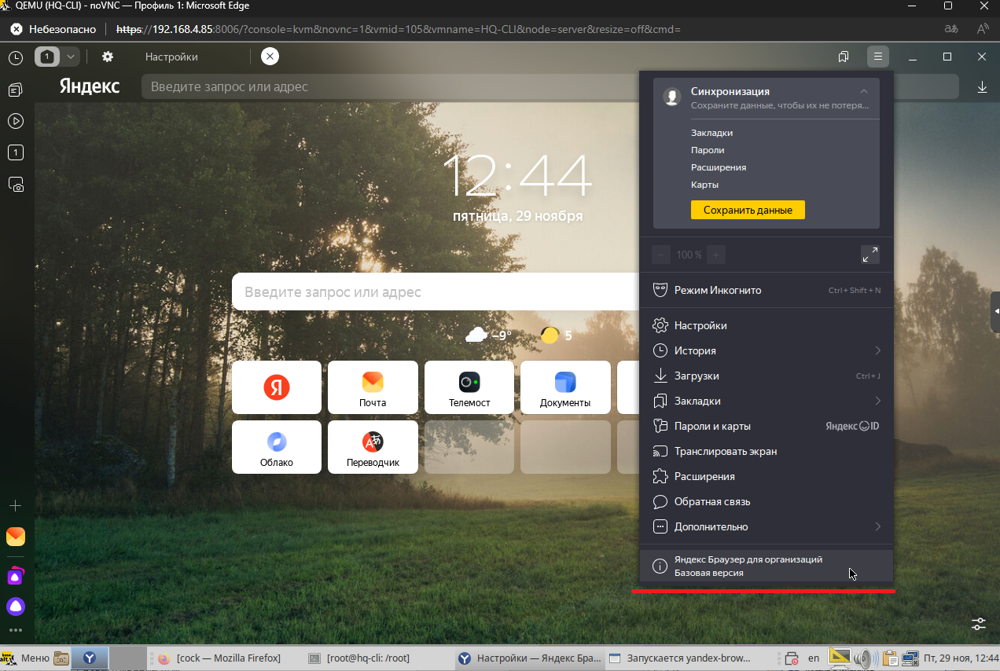 QEMU (HQ-CLI) - noVNC — Профиль 1: Microsoft Edge
Небезопасно
https://192.168.4.85:8006/?console=kvm&novnc=1&vmid=105&vmname=HQ-CLI&node=server&resize=off&cmd=
1
Настройки
Яндекс
Введите запрос или адрес
1
12:44
пятница, 29 ноября
Введите запрос или адрес
–9°
5
Я
Почта
Телемост
Документы
Облако
Переводчик
Синхронизация
Сохраните данные, чтобы их не потеря...
Закладки
Пароли
Расширения
Карты
Сохранить данные
– 100 % +
Режим Инкогнито Ctrl + Shift + N
Настройки
История
Загрузки Ctrl + J
Закладки
Пароли и карты Яндекс ID
Транслировать экран
Расширения
Обратная связь
Дополнительно
Яндекс Браузер для организаций
Базовая версия
Меню
[cock — Mozilla Firefox]
[root@hq-cli: /root]
Настройки — Яндекс Бра...
Запускается yandex-brow...
en
Пт, 29 ноя, 12:44